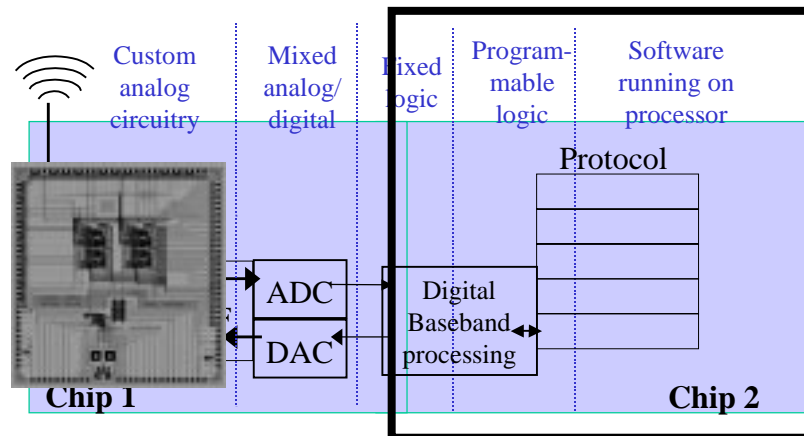 Custom
analog
circuitry
Mixed
analog/
digital
Fixed
logic
Program-
mable
logic
Software
running on
processor
Protocol
ADC
DAC
Digital
Baseband
processing
Chip 1
Chip 2